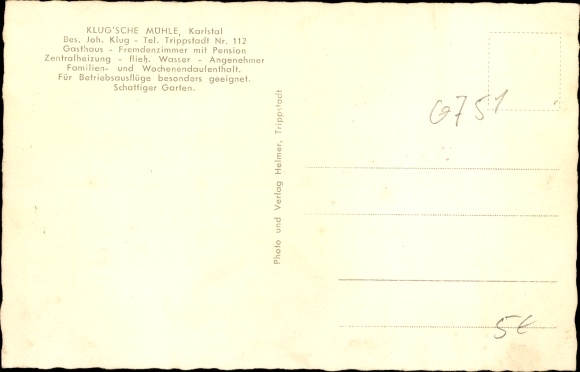 KLUG'SCHE MÜHLE, Karlstal
Bes. Joh. Klug - Tel. Trippstadt Nr. 112
Gasthaus - Fremdenzimmer mit Pension
Zentralheizung - fließ. Wasser - Angenehmer
Familien- und Wochenendaufenthalt.
Für Betriebsausflüge besonders geeignet.
Schattiger Garten.
Photo und Verlag Helmer, Trippstadt
G751
5€